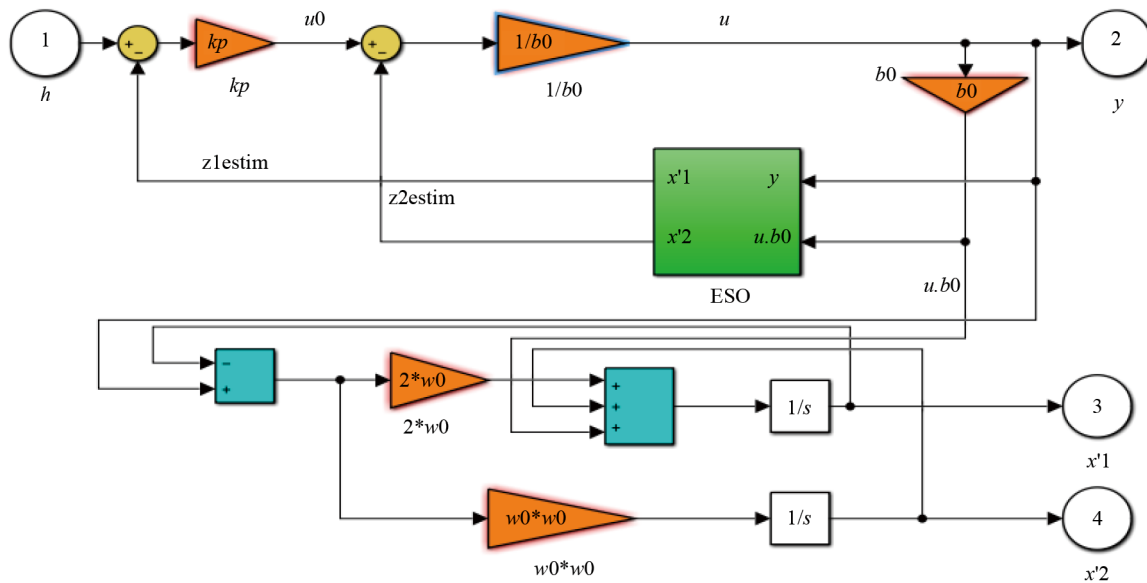 u0
u
1
+
−
kp
+
−
1/b0
2
h
kp
1/b0
b0
b0
y
z1estim
x'1
y
z2estim
x'2
u.b0
ESO
u.b0
−
+
2*w0
+
+
+
1/s
3
2*w0
x'1
w0*w0
1/s
4
w0*w0
x'2